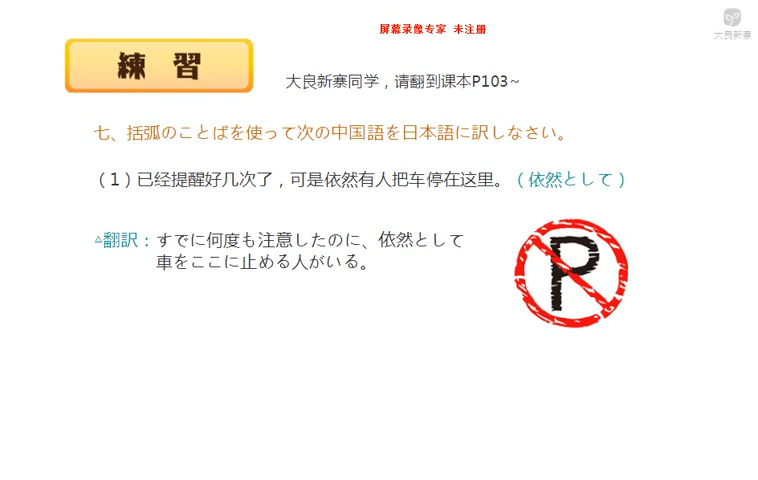 屏幕录像专家 未注册
大良新寨
練 習
大良新寨同学，请翻到课本P103~
七、括弧のことばを使って次の中国語を日本語に訳しなさい。
（1）已经提醒好几次了，可是依然有人把车停在这里。（依然として）
△翻訳：すでに何度も注意したのに、依然として
車をここに止める人がいる。
P